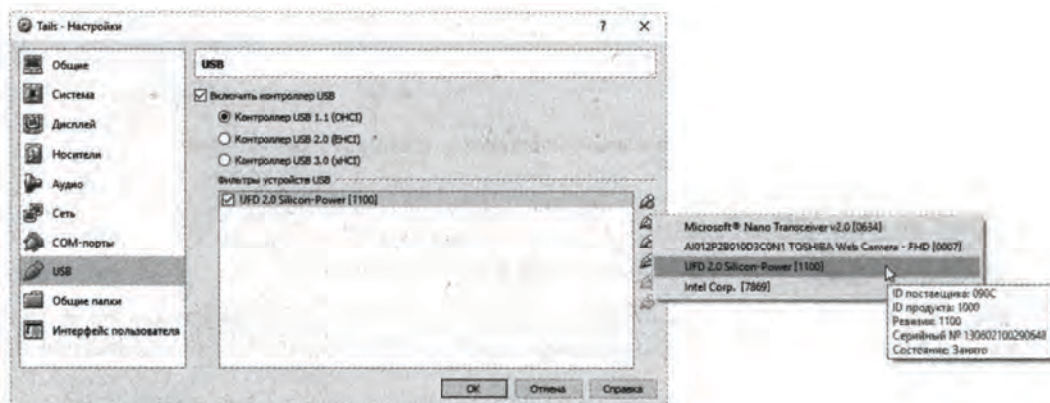 Tails - Настройки
?
×
Общие
Система
Дисплей
Носители
Аудио
Сеть
COM-порты
USB
Общие папки
Интерфейс пользователя
USB
Включить контроллер USB
Контроллер USB 1.1 (OHCI)
Контроллер USB 2.0 (EHCI)
Контроллер USB 3.0 (xHCI)
Фильтры устройств USB
UFD 2.0 Silicon-Power [1100]
Microsoft® Nano Transceiver v2.0 [0634]
AI012P2B010D3C0N1 TOSHIBA Web Camera - FHD [0007]
UFD 2.0 Silicon-Power [1100]
Intel Corp. [7869]
ID поставщика: 090C
ID продукта: 1000
Ревизия: 1100
Серийный № 130602100290648
Состояние: Занято
OK
Отмена
Справка